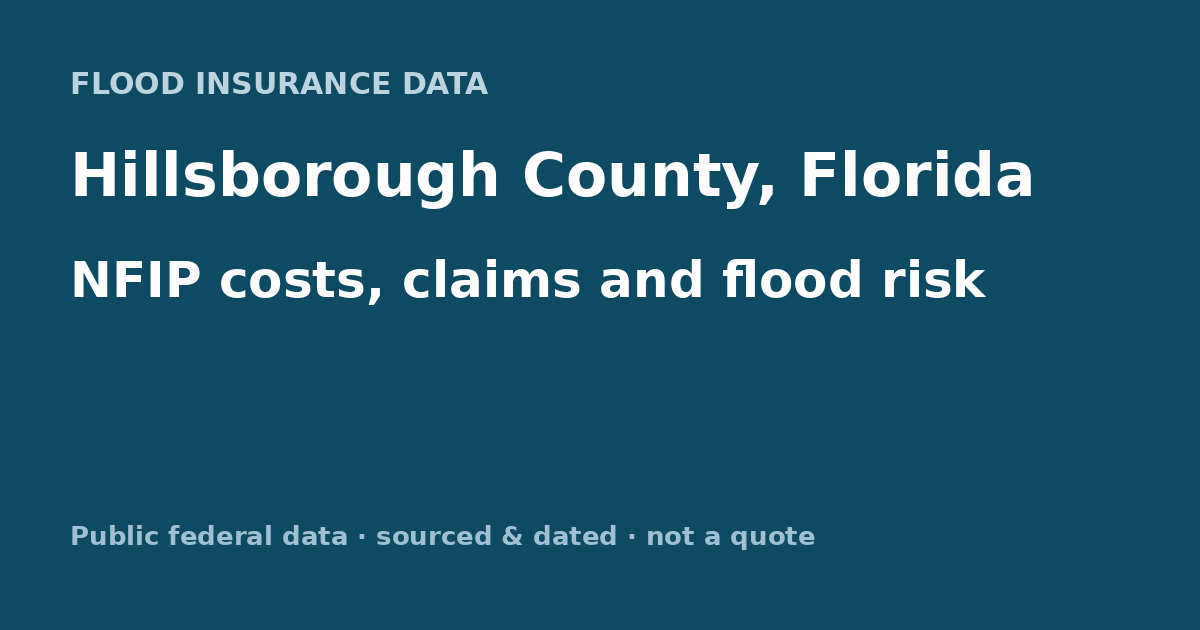 FLOOD INSURANCE DATA
Hillsborough County, Florida
NFIP costs, claims and flood risk
Public federal data · sourced & dated · not a quote